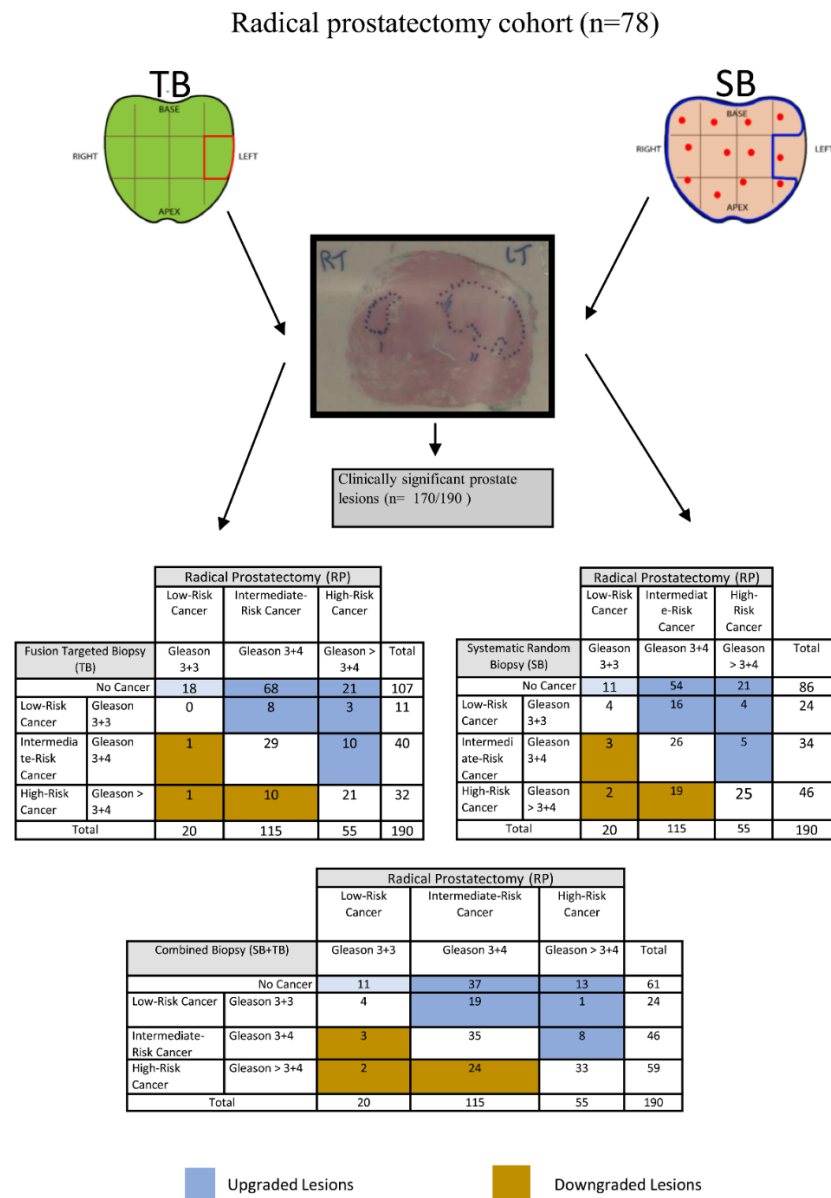 Radical prostatectomy cohort (n=78)
TB
BASE
RIGHT
LEFT
APEX
SB
BASE
RIGHT
LEFT
APEX
RT
LT
I
II
Clinically significant prostate
lesions (n= 170/190 )
Radical Prostatectomy (RP)
Low-Risk
Cancer
Intermediate-
Risk Cancer
High-Risk
Cancer
Fusion Targeted Biopsy
(TB)
Gleason
3+3
Gleason 3+4
Gleason >
3+4
Total
No Cancer 18 68 21 107
Low-Risk
Cancer
Gleason
3+3
0 8 3 11
Intermedia
te-Risk
Cancer
Gleason
3+4
1 29 10 40
High-Risk
Cancer
Gleason >
3+4
1 10 21 32
Total 20 115 55 190
Radical Prostatectomy (RP)
Low-Risk
Cancer
Intermediat
e-Risk
Cancer
High-
Risk
Cancer
Systematic Random
Biopsy (SB)
Gleason
3+3
Gleason 3+4
Gleason
> 3+4
Total
No Cancer 11 54 21 86
Low-Risk
Cancer
Gleason
3+3
4 16 4 24
Intermedi
ate-Risk
Cancer
Gleason
3+4
3 26 5 34
High-Risk
Cancer
Gleason >
3+4
2 19 25 46
Total 20 115 55 190
Radical Prostatectomy (RP)
Low-Risk
Cancer
Intermediate-Risk
Cancer
High-Risk
Cancer
Combined Biopsy (SB+TB) Gleason 3+3 Gleason 3+4 Gleason > 3+4 Total
No Cancer 11 37 13 61
Low-Risk Cancer Gleason 3+3 4 19 1 24
Intermediate-
Risk Cancer
Gleason 3+4 3 35 8 46
High-Risk
Cancer
Gleason > 3+4 2 24 33 59
Total 20 115 55 190
Upgraded Lesions
Downgraded Lesions